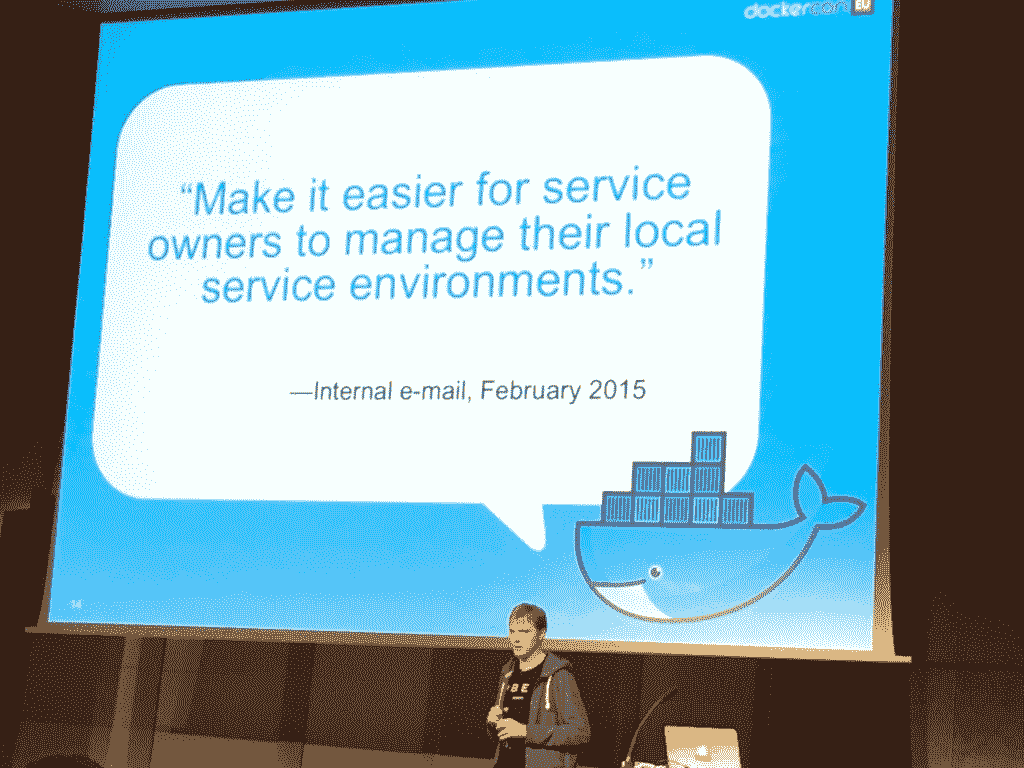 dockercon EU
“Make it easier for service
owners to manage their local
service environments.”
—Internal e-mail, February 2015
14